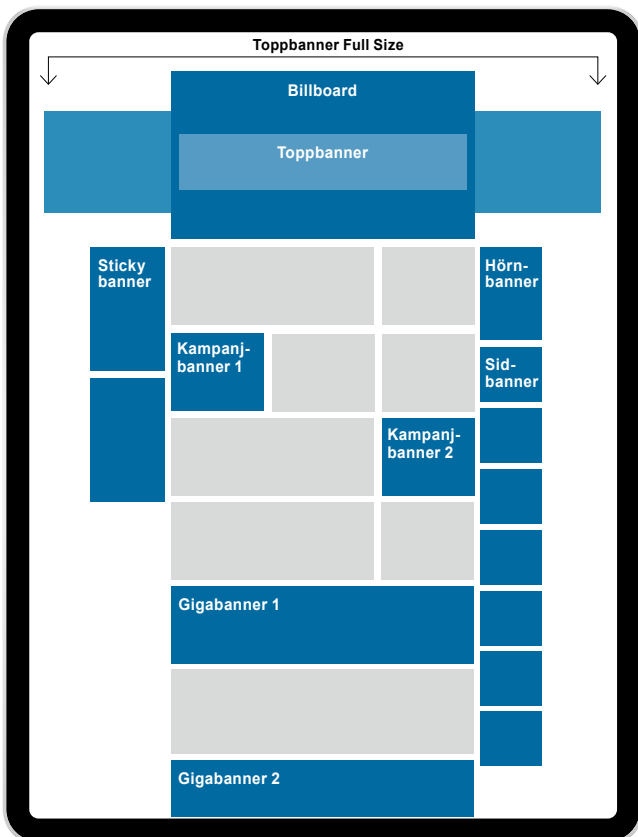 Toppbanner Full Size
Billboard
Toppbanner
Sticky
banner
Hörn-
banner
Kampanj-
banner 1
Sid-
banner
Kampanj-
banner 2
Gigabanner 1
Gigabanner 2